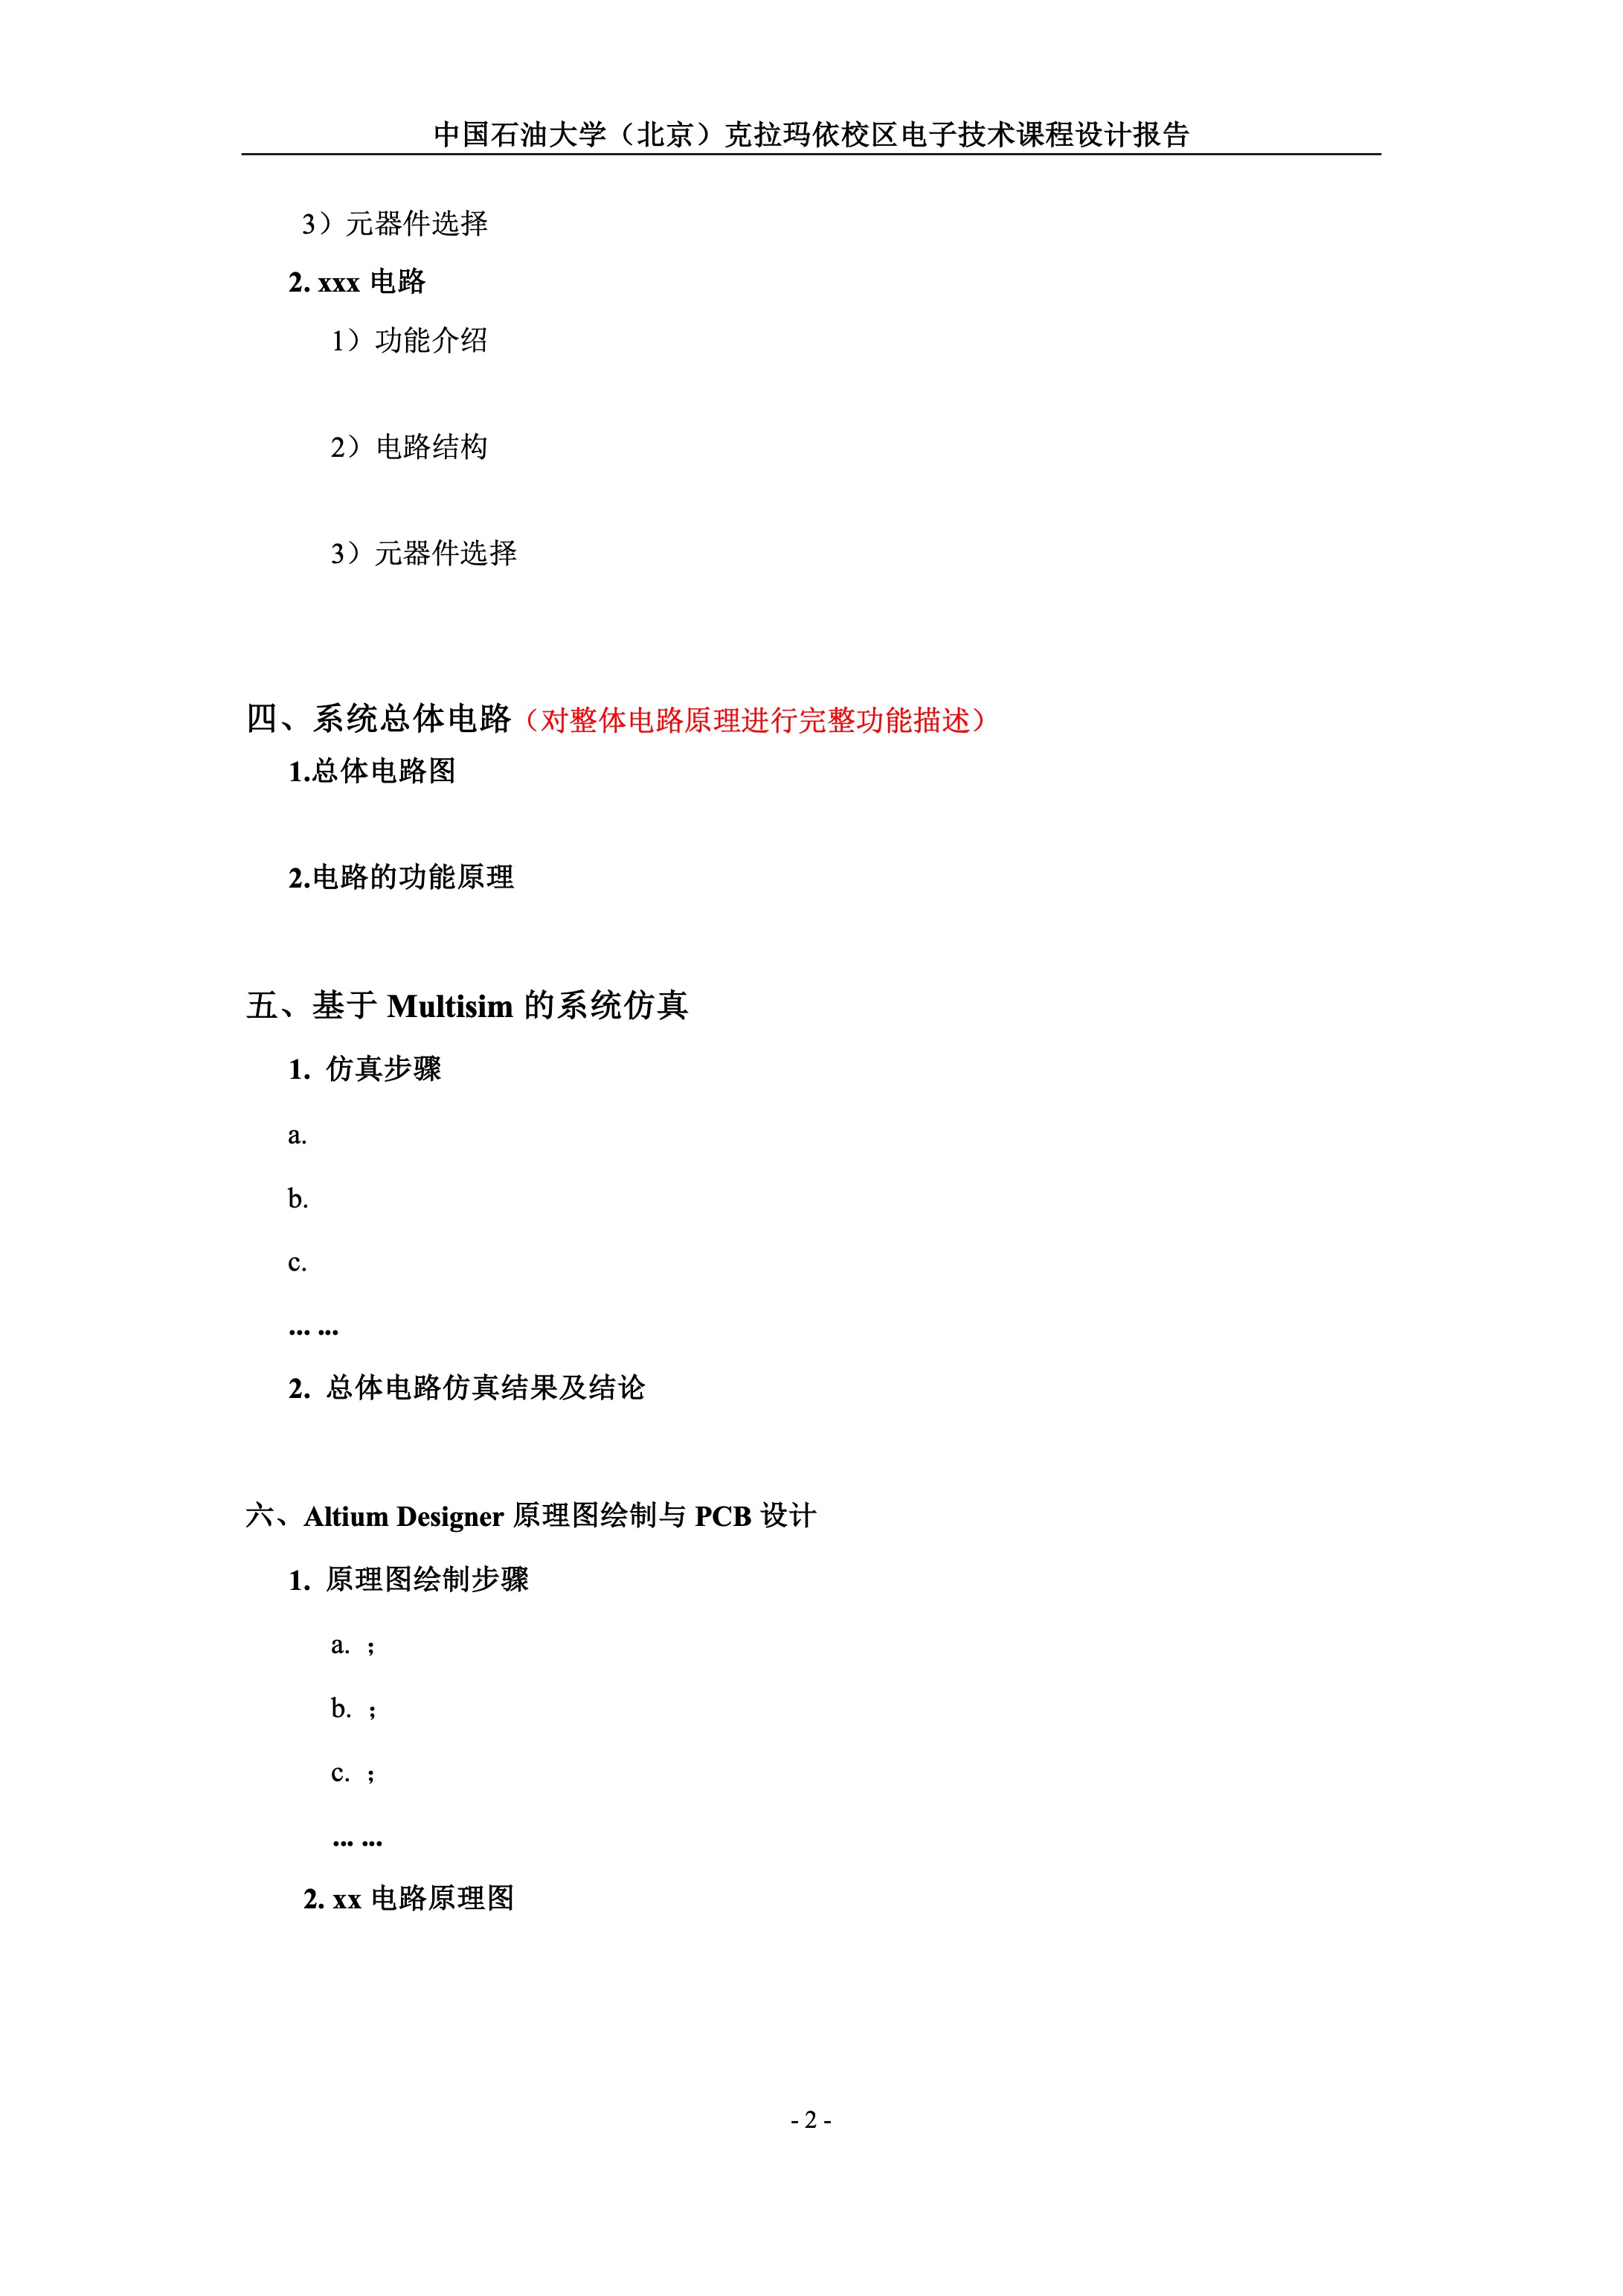 中国石油大学（北京）克拉玛依校区电子技术课程设计报告
3）元器件选择
2. xxx 电路
1）功能介绍
2）电路结构
3）元器件选择
四、系统总体电路（对整体电路原理进行完整功能描述）
1.总体电路图
2.电路的功能原理
五、基于 Multisim 的系统仿真
1. 仿真步骤
a.
b.
c.
... ...
2. 总体电路仿真结果及结论
六、Altium Designer 原理图绘制与 PCB 设计
1. 原理图绘制步骤
a. ；
b. ；
c. ；
... ...
2. xx 电路原理图
- 2 -